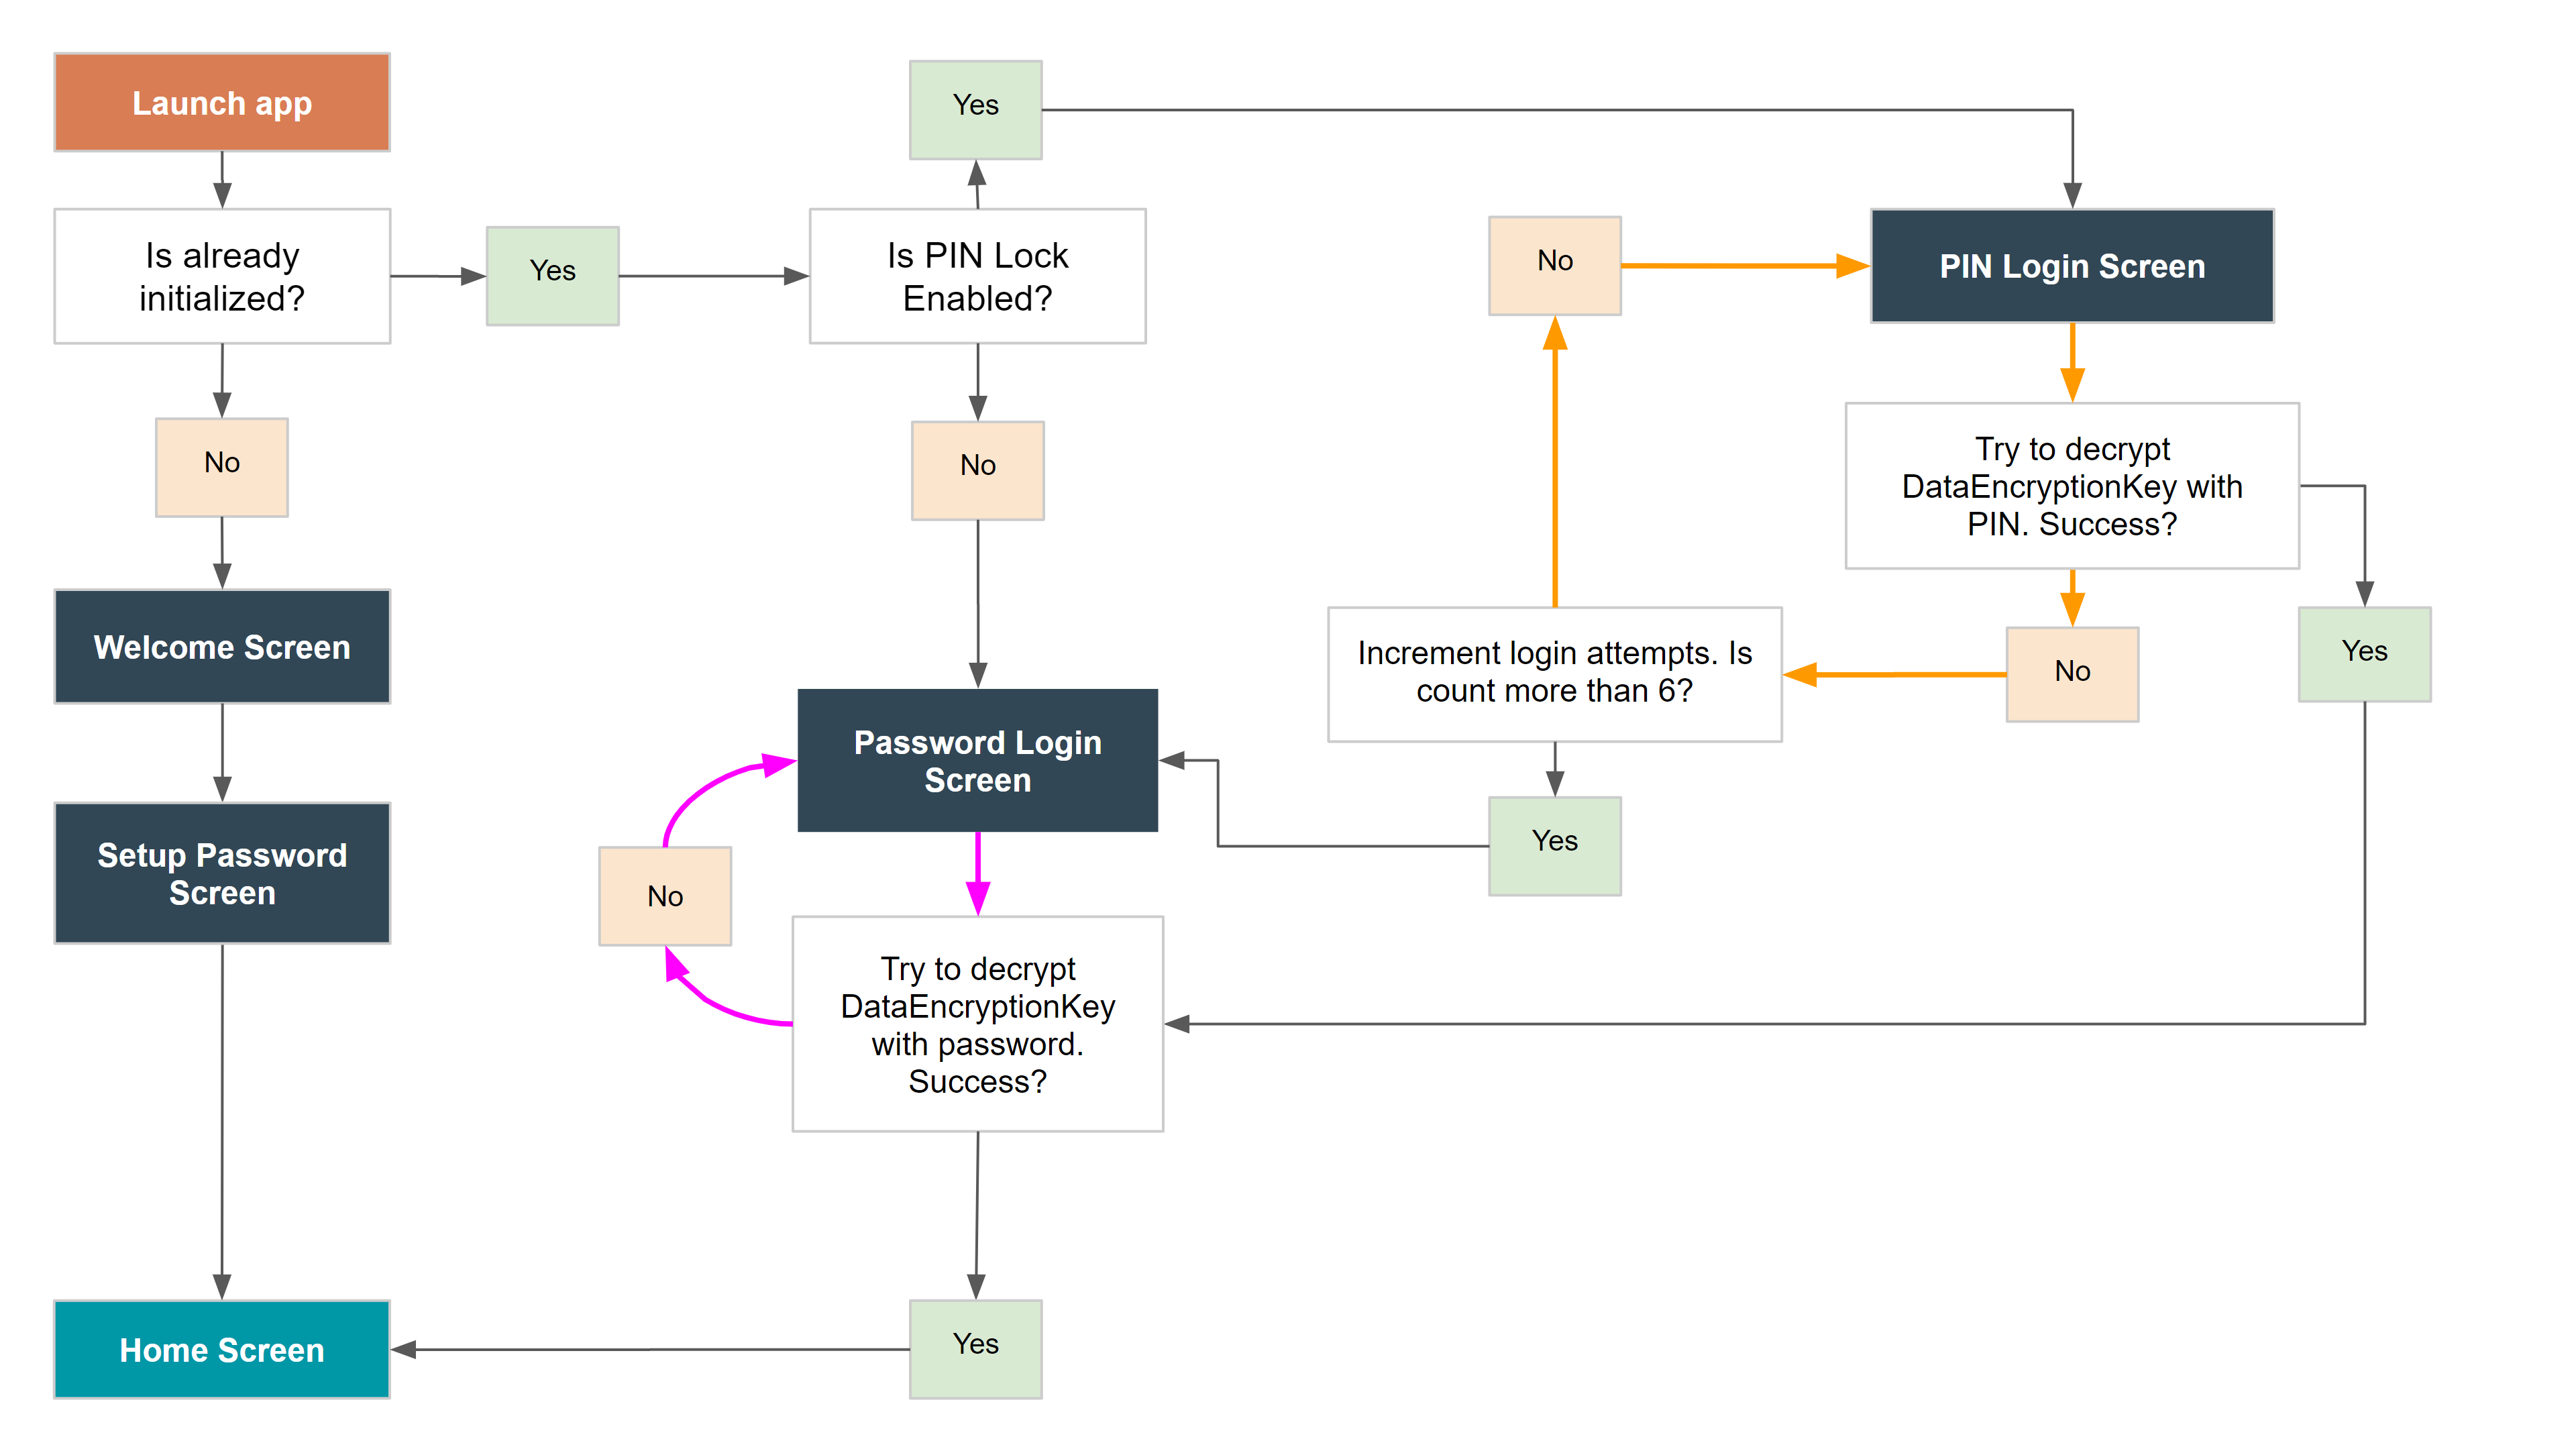 Launch app
Is already
initialized?
Yes
Is PIN Lock
Enabled?
Yes
No
PIN Login Screen
No
No
Try to decrypt
DataEncryptionKey with
PIN. Success?
Welcome Screen
Increment login attempts. Is
count more than 6?
No
Yes
Password Login
Screen
Setup Password
Screen
No
Yes
Try to decrypt
DataEncryptionKey
with password.
Success?
Home Screen
Yes